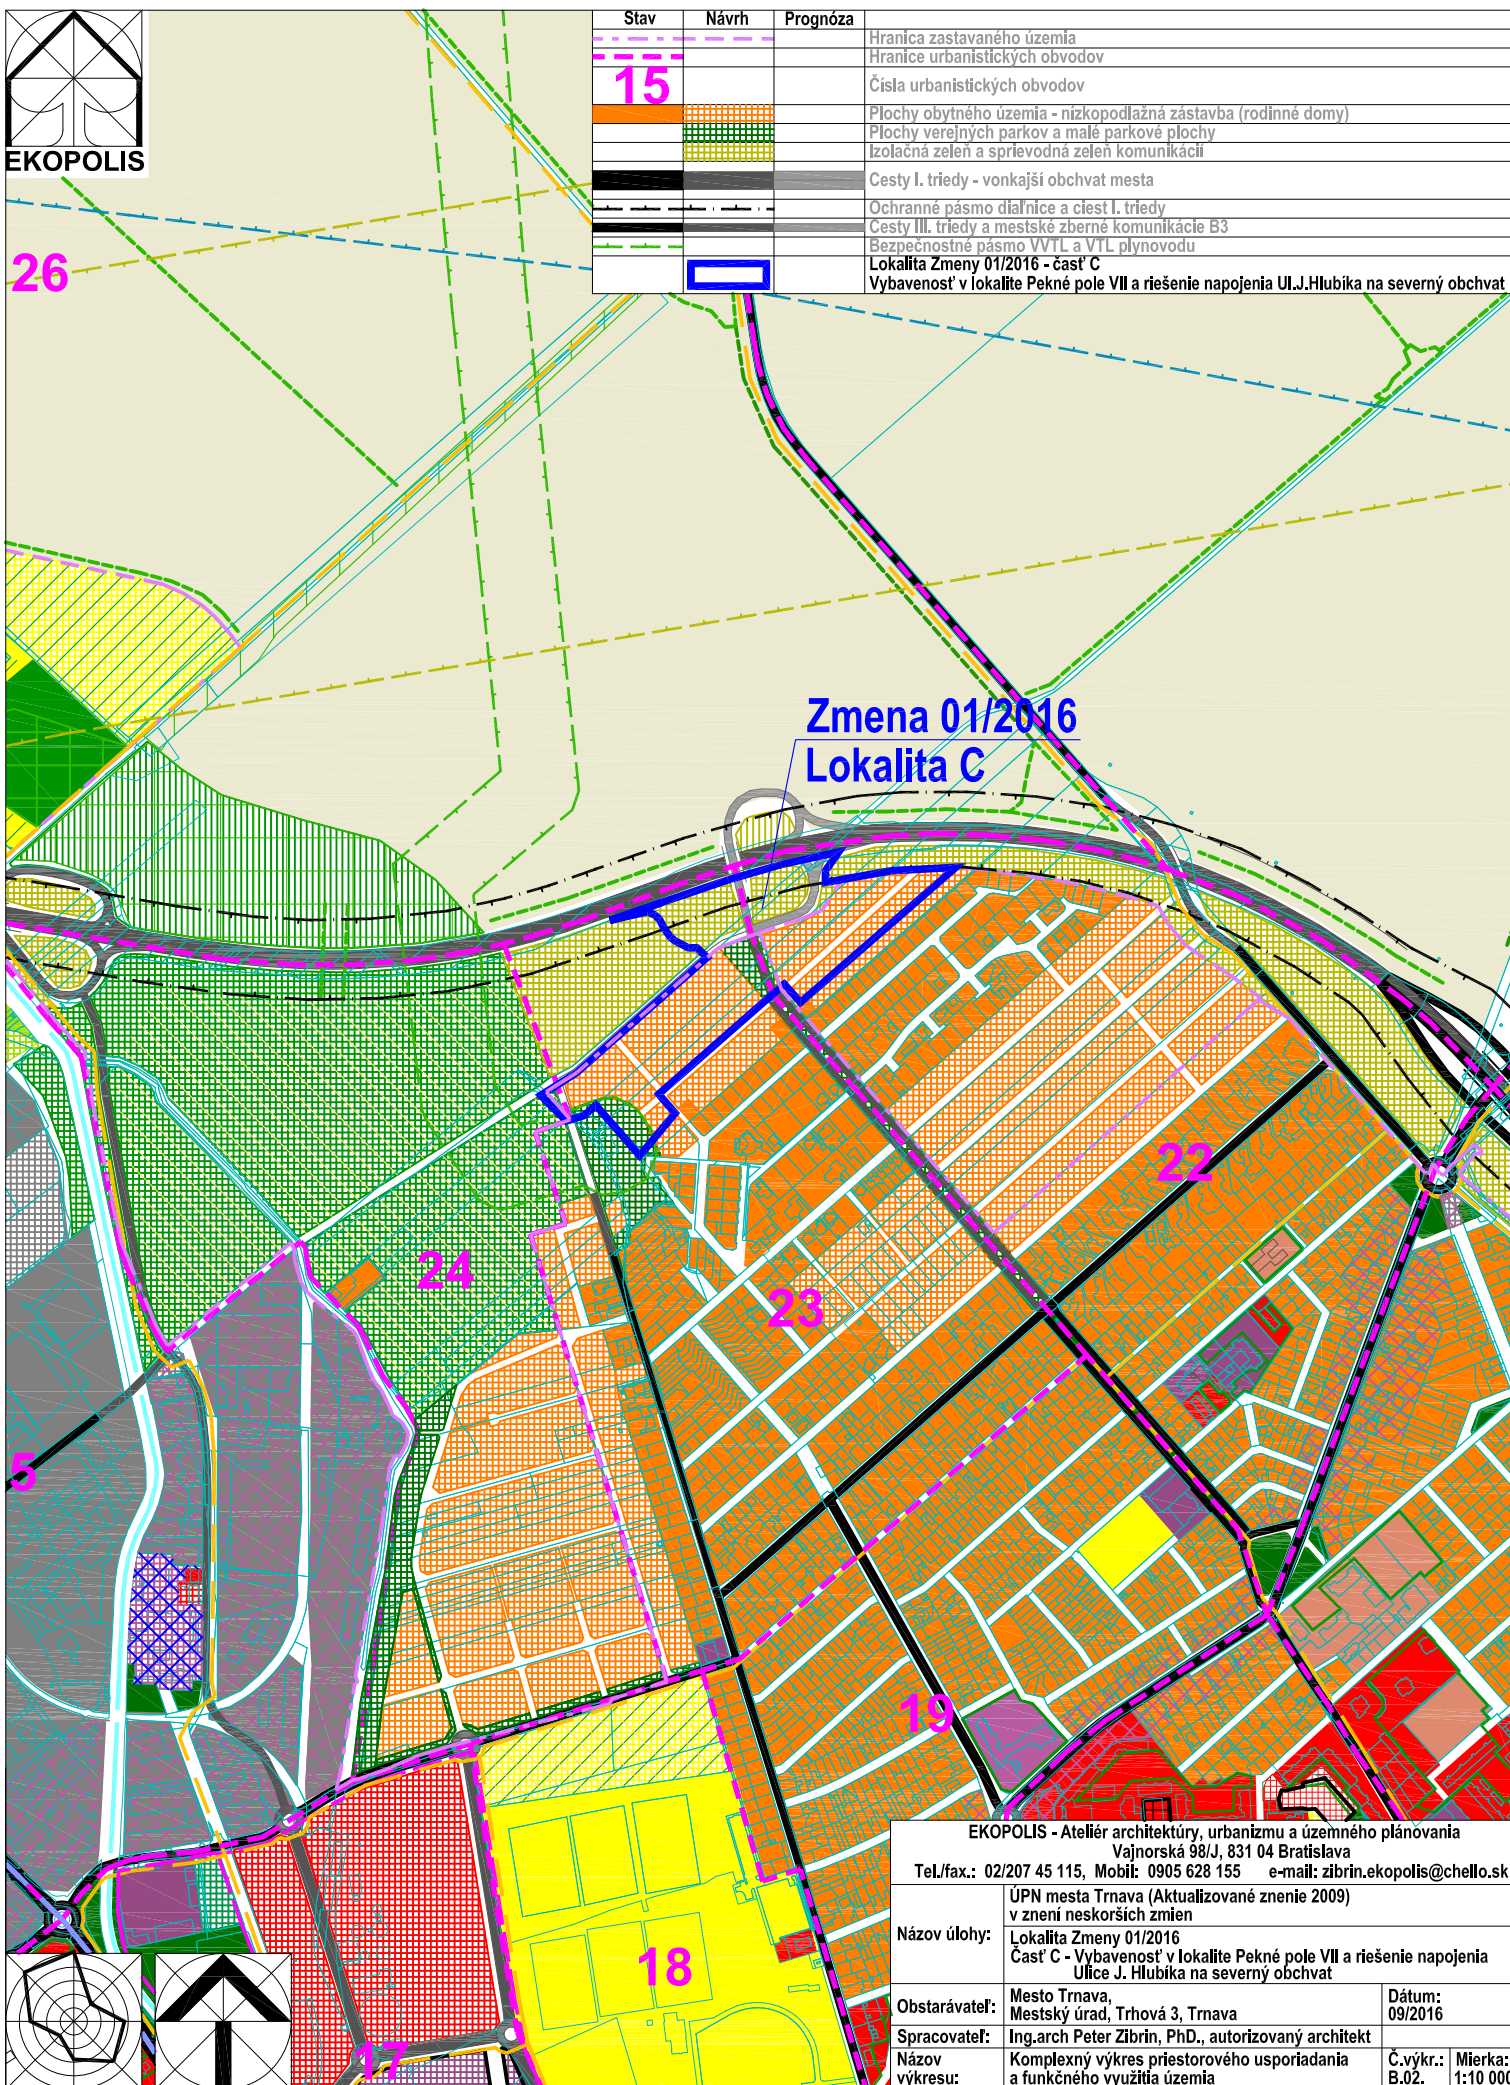 EKOPOLIS
Stav Návrh Prognóza
Hranica zastavaného územia
Hranice urbanistických obvodov
15 Čísla urbanistických obvodov
Plochy obytného územia - nízkopodlažná zástavba (rodinné domy)
Plochy verejných parkov a malé parkové plochy
Izolačná zeleň a sprievodná zeleň komunikácií
Cesty I. triedy - vonkajší obchvat mesta
Ochranné pásmo diaľnice a ciest I. triedy
Cesty III. triedy a mestské zberné komunikácie B3
Bezpečnostné pásmo VVTL a VTL plynovodu
Lokalita Zmeny 01/2016 - časť C
Vybavenosť v lokalite Pekné pole VII a riešenie napojenia Ul.J.Hlubíka na severný obchvat
26
Zmena 01/2016
Lokalita C
22
24
23
5
19
18
17
EKOPOLIS - Ateliér architektúry, urbanizmu a územného plánovania
Vajnorská 98/J, 831 04 Bratislava
Tel./fax.: 02/207 45 115, Mobil: 0905 628 155 e-mail: zibrin.ekopolis@chello.sk
Názov úlohy:
ÚPN mesta Trnava (Aktualizované znenie 2009)
v znení neskorších zmien
Lokalita Zmeny 01/2016
Časť C - Vybavenosť v lokalite Pekné pole VII a riešenie napojenia
Ulice J. Hlubíka na severný obchvat
Obstarávateľ:
Mesto Trnava,
Mestský úrad, Trhová 3, Trnava
Dátum:
09/2016
Spracovateľ: Ing.arch Peter Zibrin, PhD., autorizovaný architekt
Názov
výkresu:
Komplexný výkres priestorového usporiadania
a funkčného využitia územia
Č.výkr.:
B.02.
Mierka:
1:10 000